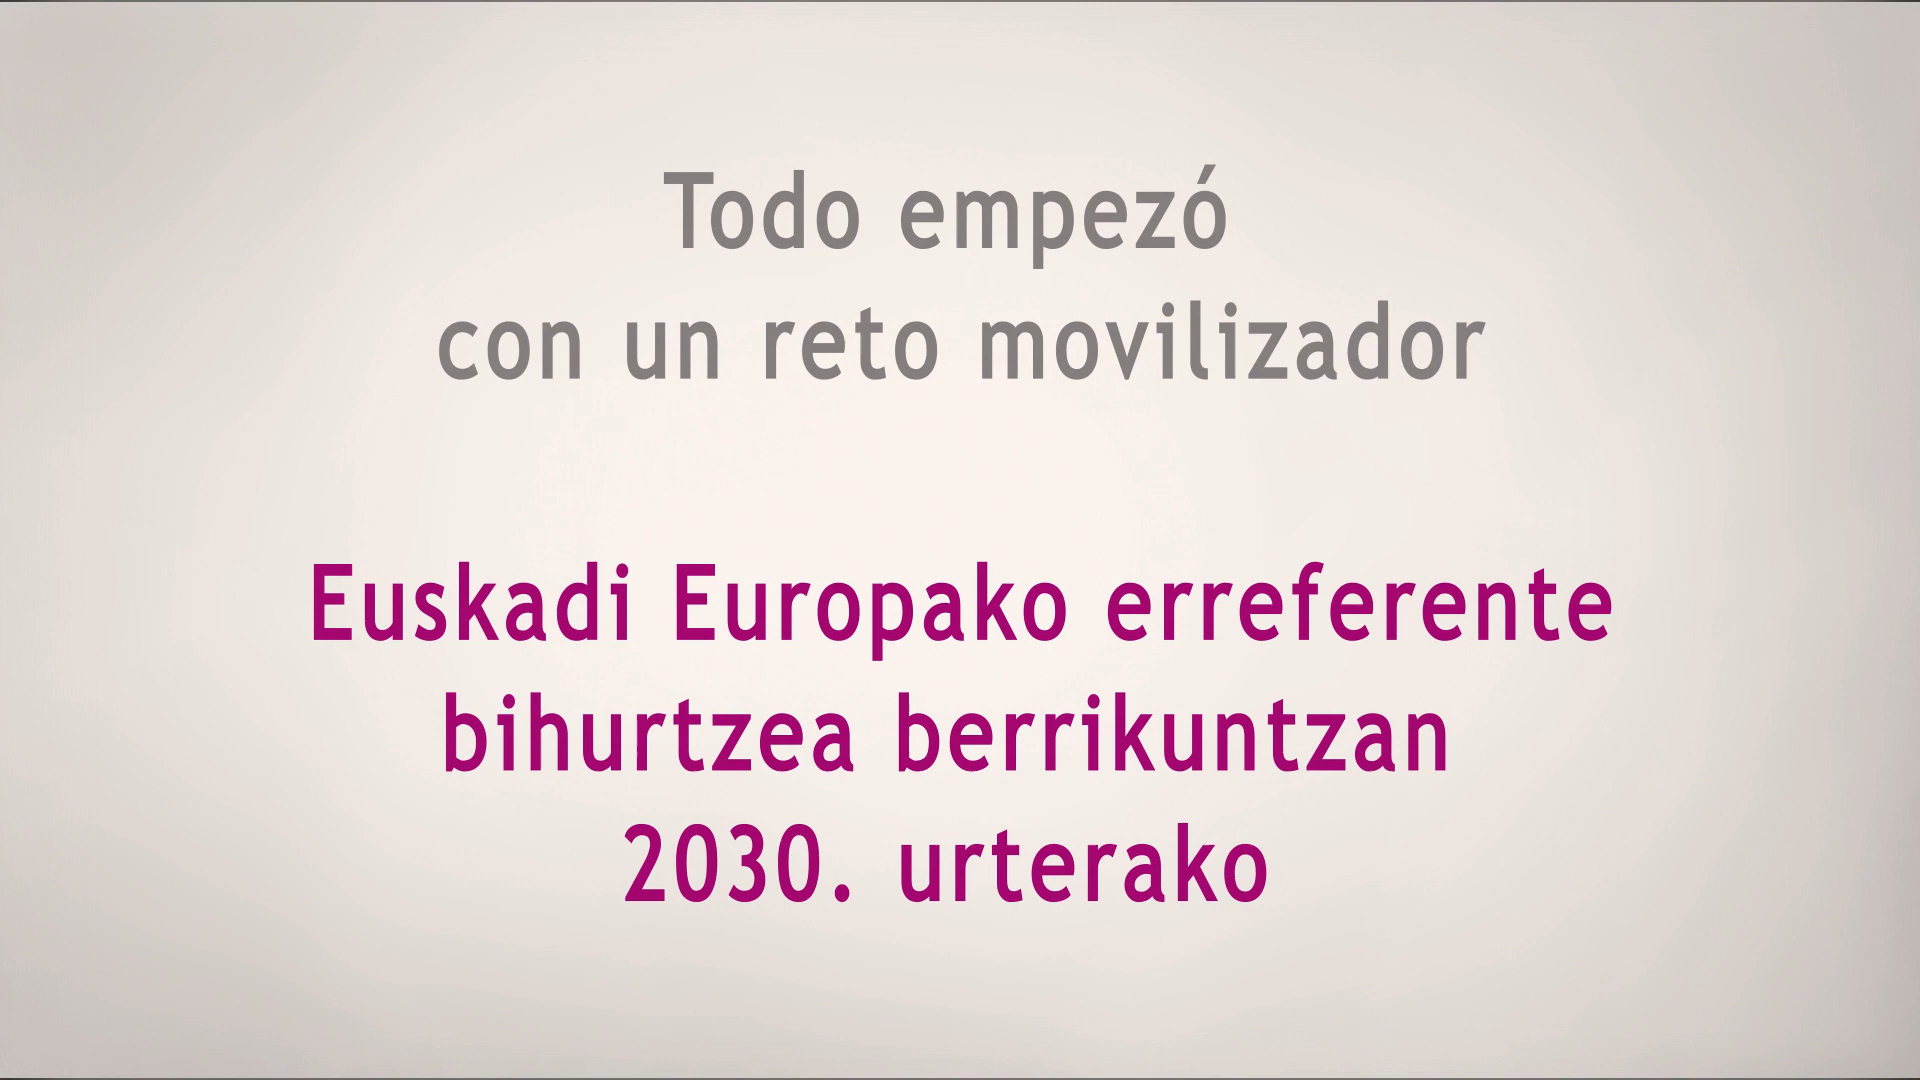 Todo empezó
con un reto movilizador
Euskadi Europako erreferente
bihurtzea berrikuntzan
2030. urterako